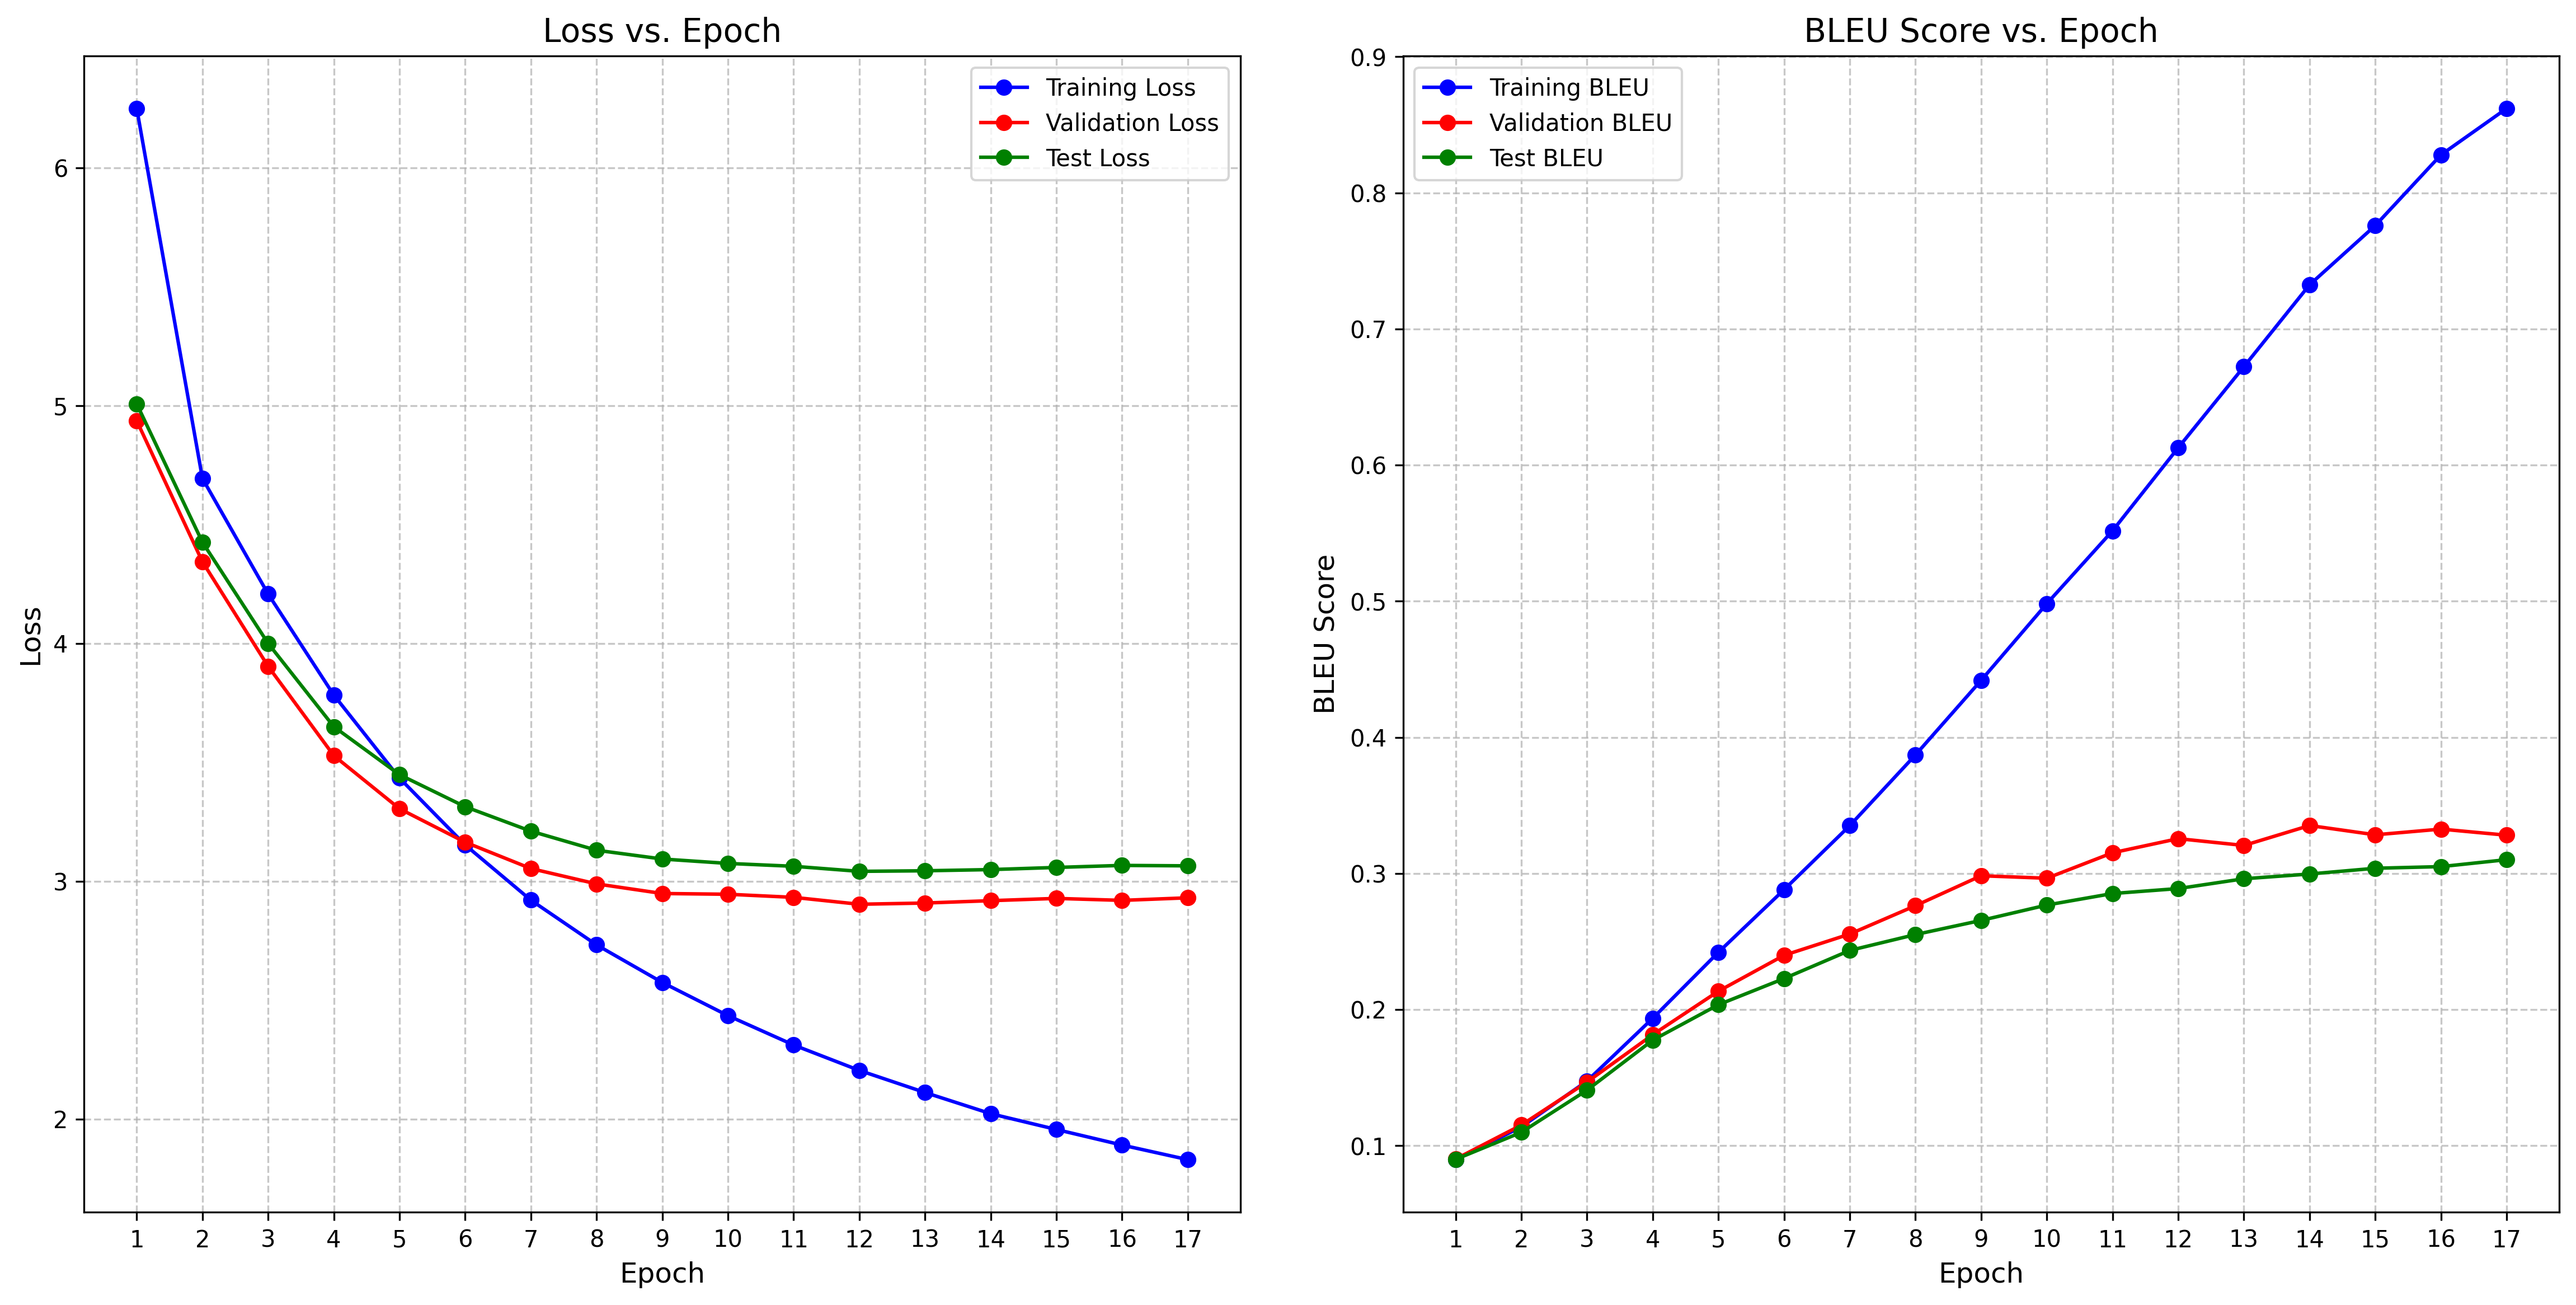 Loss vs. Epoch
Training Loss
Validation Loss
Test Loss
6
5
4
3
2
Loss
1 2 3 4 5 6 7 8 9 10 11 12 13 14 15 16 17
Epoch
BLEU Score vs. Epoch
Training BLEU
Validation BLEU
Test BLEU
0.9
0.8
0.7
0.6
0.5
0.4
0.3
0.2
0.1
BLEU Score
1 2 3 4 5 6 7 8 9 10 11 12 13 14 15 16 17
Epoch